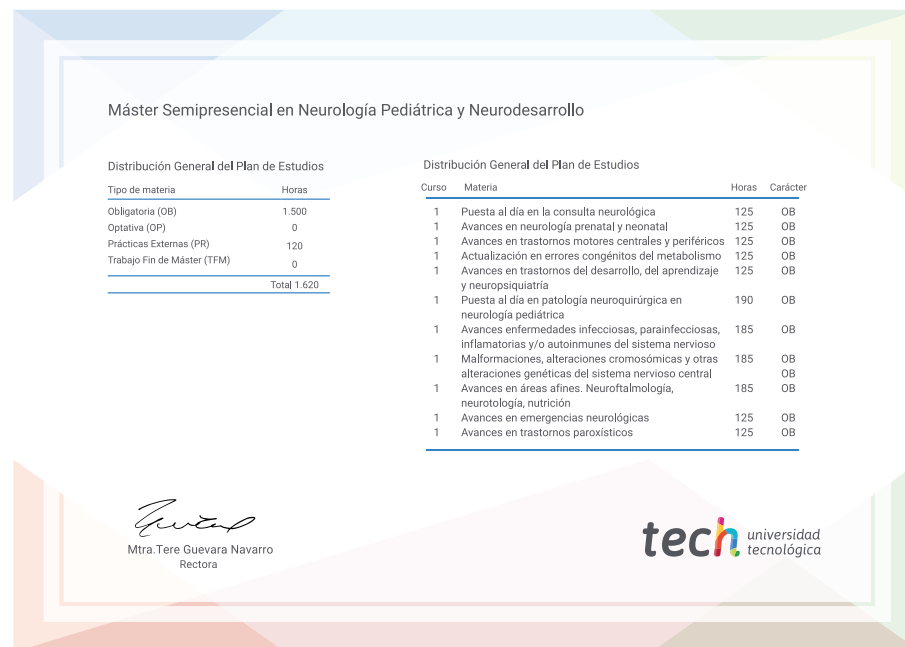 Máster Semipresencial en Neurología Pediátrica y Neurodesarrollo
Distribución General del Plan de Estudios
Tipo de materia Horas
Obligatoria (OB) 1.500
Optativa (OP) 0
Prácticas Externas (PR) 120
Trabajo Fin de Máster (TFM) 0
Total 1.620
Distribución General del Plan de Estudios
Curso Materia Horas Carácter
1 Puesta al día en la consulta neurológica 125 OB
1 Avances en neurología prenatal y neonatal 125 OB
1 Avances en trastornos motores centrales y periféricos 125 OB
1 Actualización en errores congénitos del metabolismo 125 OB
1 Avances en trastornos del desarrollo, del aprendizaje 125 OB
y neuropsiquiatría
1 Puesta al día en patología neuroquirúrgica en 190 OB
neurología pediátrica
1 Avances enfermedades infecciosas, parainfecciosas, 185 OB
inflamatorias y/o autoinmunes del sistema nervioso
1 Malformaciones, alteraciones cromosómicas y otras 185 OB
alteraciones genéticas del sistema nervioso central OB
1 Avances en áreas afines. Neuroftalmología, 185 OB
neurotología, nutrición
1 Avances en emergencias neurológicas 125 OB
1 Avances en trastornos paroxísticos 125 OB
Mtra.Tere Guevara Navarro
Rectora
tech universidad
tecnológica